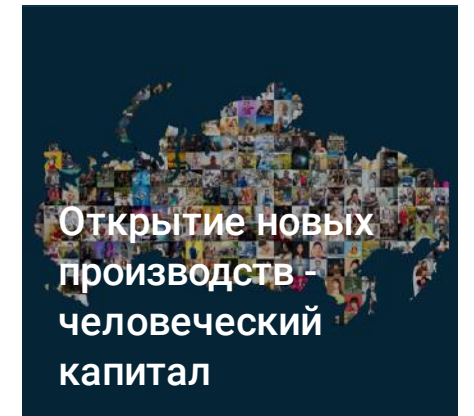 Открытие новых
производств -
человеческий
капитал